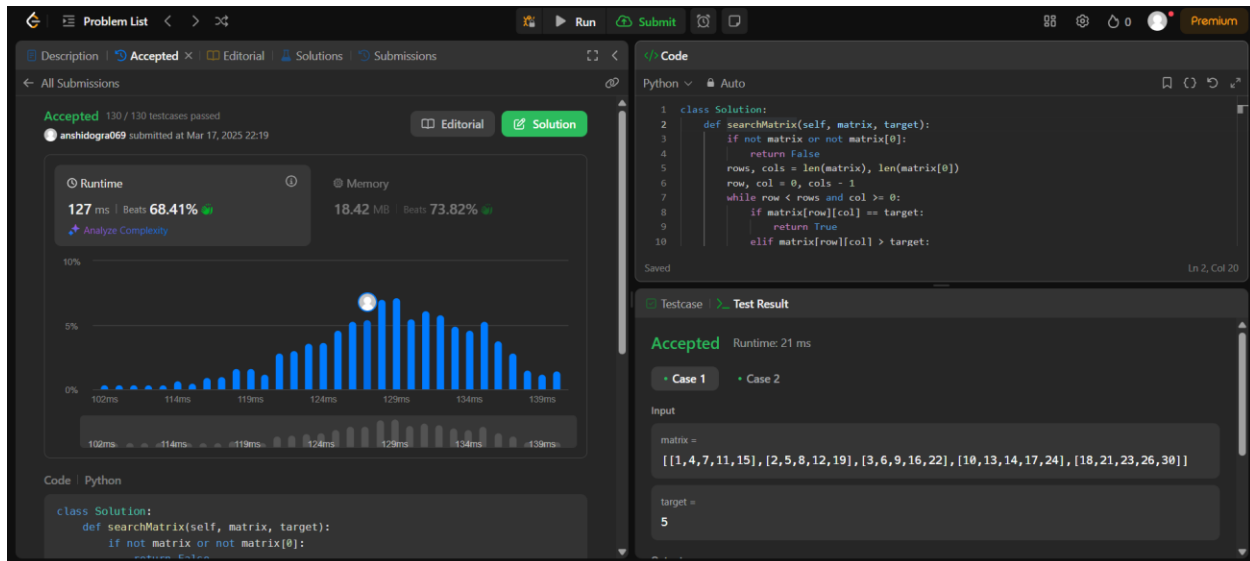 Problem List
Run
Submit
0
Premium
Description
Accepted
Editorial
Solutions
Submissions
All Submissions
Accepted 130 / 130 testcases passed
anshidogra069 submitted at Mar 17, 2025 22:19
Editorial
Solution
Runtime
127 ms | Beats 68.41%
Analyze Complexity
Memory
18.42 MB | Beats 73.82%
10%
5%
0%
102ms 114ms 119ms 124ms 129ms 134ms 139ms
102ms 114ms 119ms 124ms 129ms 134ms 139ms
Code | Python
class Solution:
def searchMatrix(self, matrix, target):
if not matrix or not matrix[0]:
return False
</> Code
Python
Auto
1 class Solution:
2 def searchMatrix(self, matrix, target):
3 if not matrix or not matrix[0]:
4 return False
5 rows, cols = len(matrix), len(matrix[0])
6 row, col = 0, cols - 1
7 while row < rows and col >= 0:
8 if matrix[row][col] == target:
9 return True
10 elif matrix[row][col] > target:
Saved
Ln 2, Col 20
Testcase
>_ Test Result
Accepted Runtime: 21 ms
• Case 1
• Case 2
Input
matrix =
[[1,4,7,11,15],[2,5,8,12,19],[3,6,9,16,22],[10,13,14,17,24],[18,21,23,26,30]]
target =
5